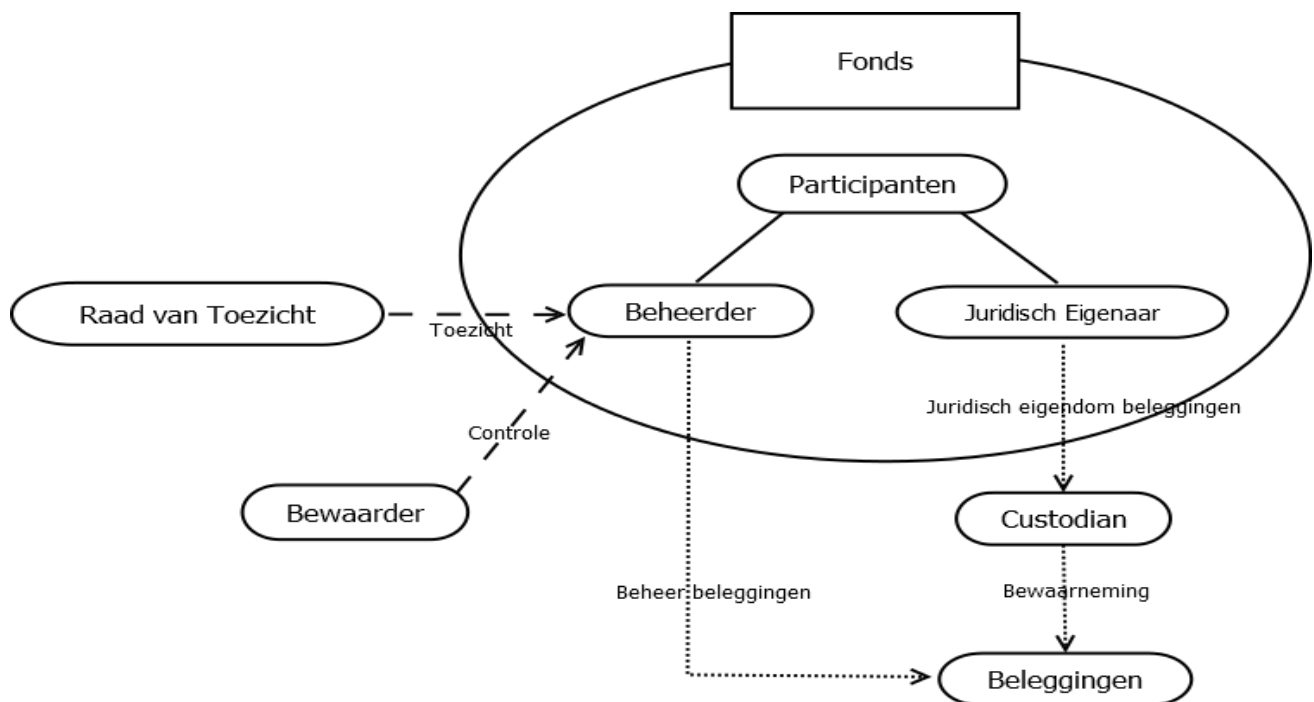 Fonds
Participanten
Raad van Toezicht
Toezicht
Beheerder
Juridisch Eigenaar
Juridisch eigendom beleggingen
Controle
Bewaarder
Custodian
Beheer beleggingen
Bewaarneming
Beleggingen